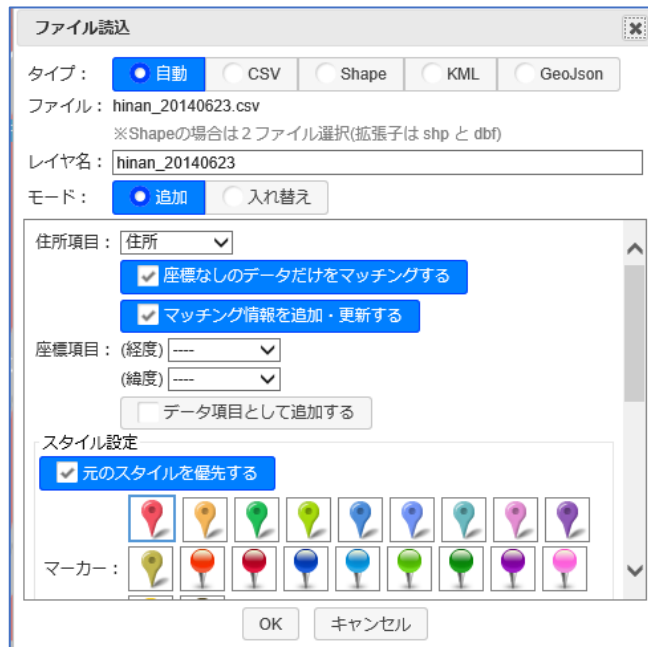 ファイル読込
タイプ： 自動 CSV Shape KML GeoJson
ファイル： hinan_20140623.csv
※Shapeの場合は２ファイル選択(拡張子は shp と dbf)
レイヤ名： hinan_20140623
モード： 追加 入れ替え
住所項目： 住所
座標なしのデータだけをマッチングする
マッチング情報を追加・更新する
座標項目： (経度) ----
(緯度) ----
データ項目として追加する
スタイル設定
元のスタイルを優先する
マーカー：
OK キャンセル